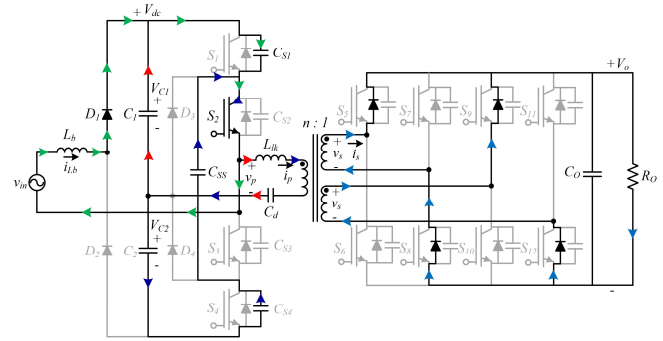 + V_dc
S_1
C_S1
V_C1
+
-
D_1
C_1
D_3
S_2
C_S2
L_b
i_Lb
v_in
C_SS
L_lk
+
v_p
-
i_p
C_d
n : 1
+
v_s
-
i_s
+
v_s
-
V_C2
+
-
D_2
C_2
D_4
S_3
C_S3
S_4
C_S4
S_5
S_7
S_9
S_11
S_6
S_8
S_10
S_12
+V_o
C_O
R_O
-